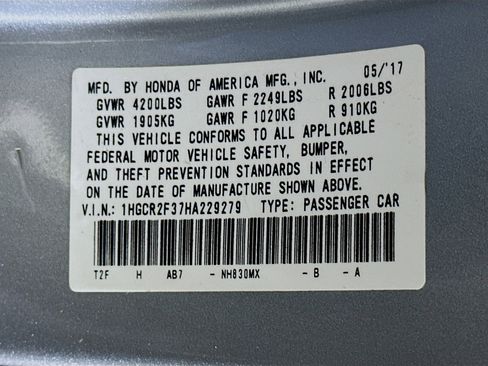 MFD. BY HONDA OF AMERICA MFG., INC. 05/'17
GVWR 4200LBS GAWR F 2249LBS R 2006LBS
GVWR 1905KG GAWR F 1020KG R 910KG
THIS VEHICLE CONFORMS TO ALL APPLICABLE
FEDERAL MOTOR VEHICLE SAFETY, BUMPER,
AND THEFT PREVENTION STANDARDS IN EFFECT
ON THE DATE OF MANUFACTURE SHOWN ABOVE.
V.I.N.: 1HGCR2F37HA229279 TYPE: PASSENGER CAR
T2F H AB7 - NH830MX - B - A